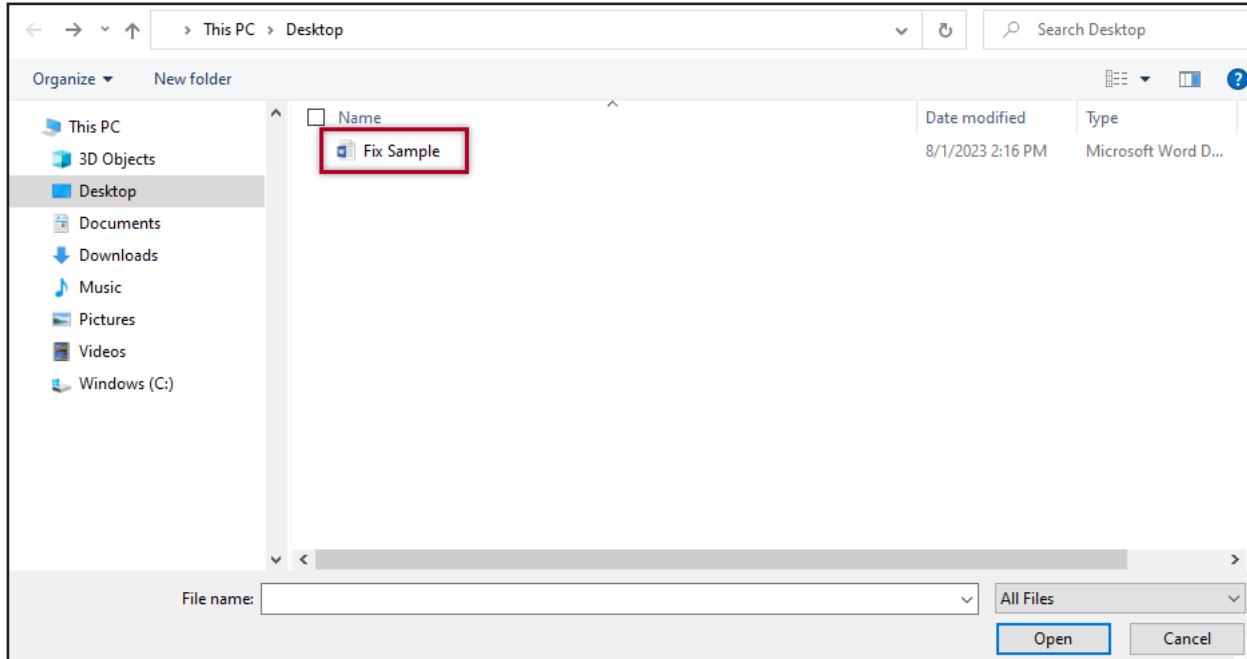 This PC > Desktop
Search Desktop
Organize
New folder
?
Name
Date modified
Type
Fix Sample
8/1/2023 2:16 PM
Microsoft Word D...
This PC
3D Objects
Desktop
Documents
Downloads
Music
Pictures
Videos
Windows (C:)
File name:
All Files
Open
Cancel